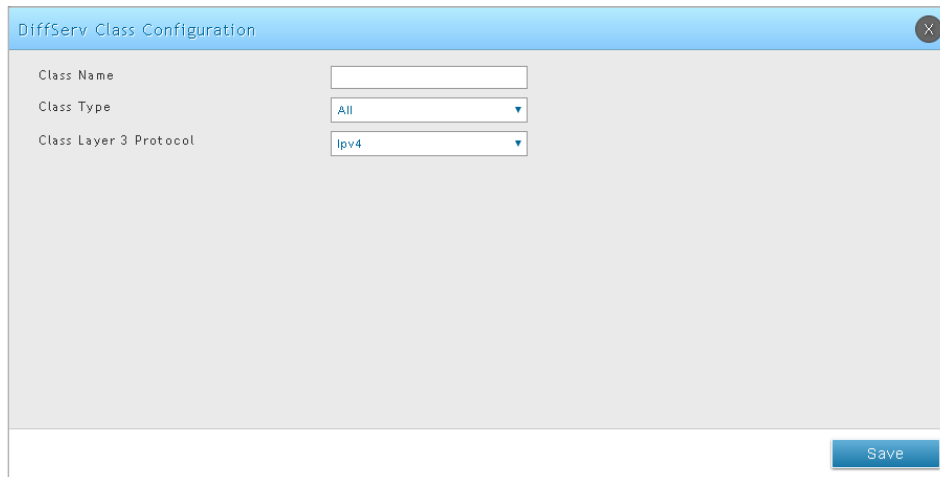 DiffServ Class Configuration
X
Class Name
Class Type
All
Class Layer 3 Protocol
Ipv4
Save